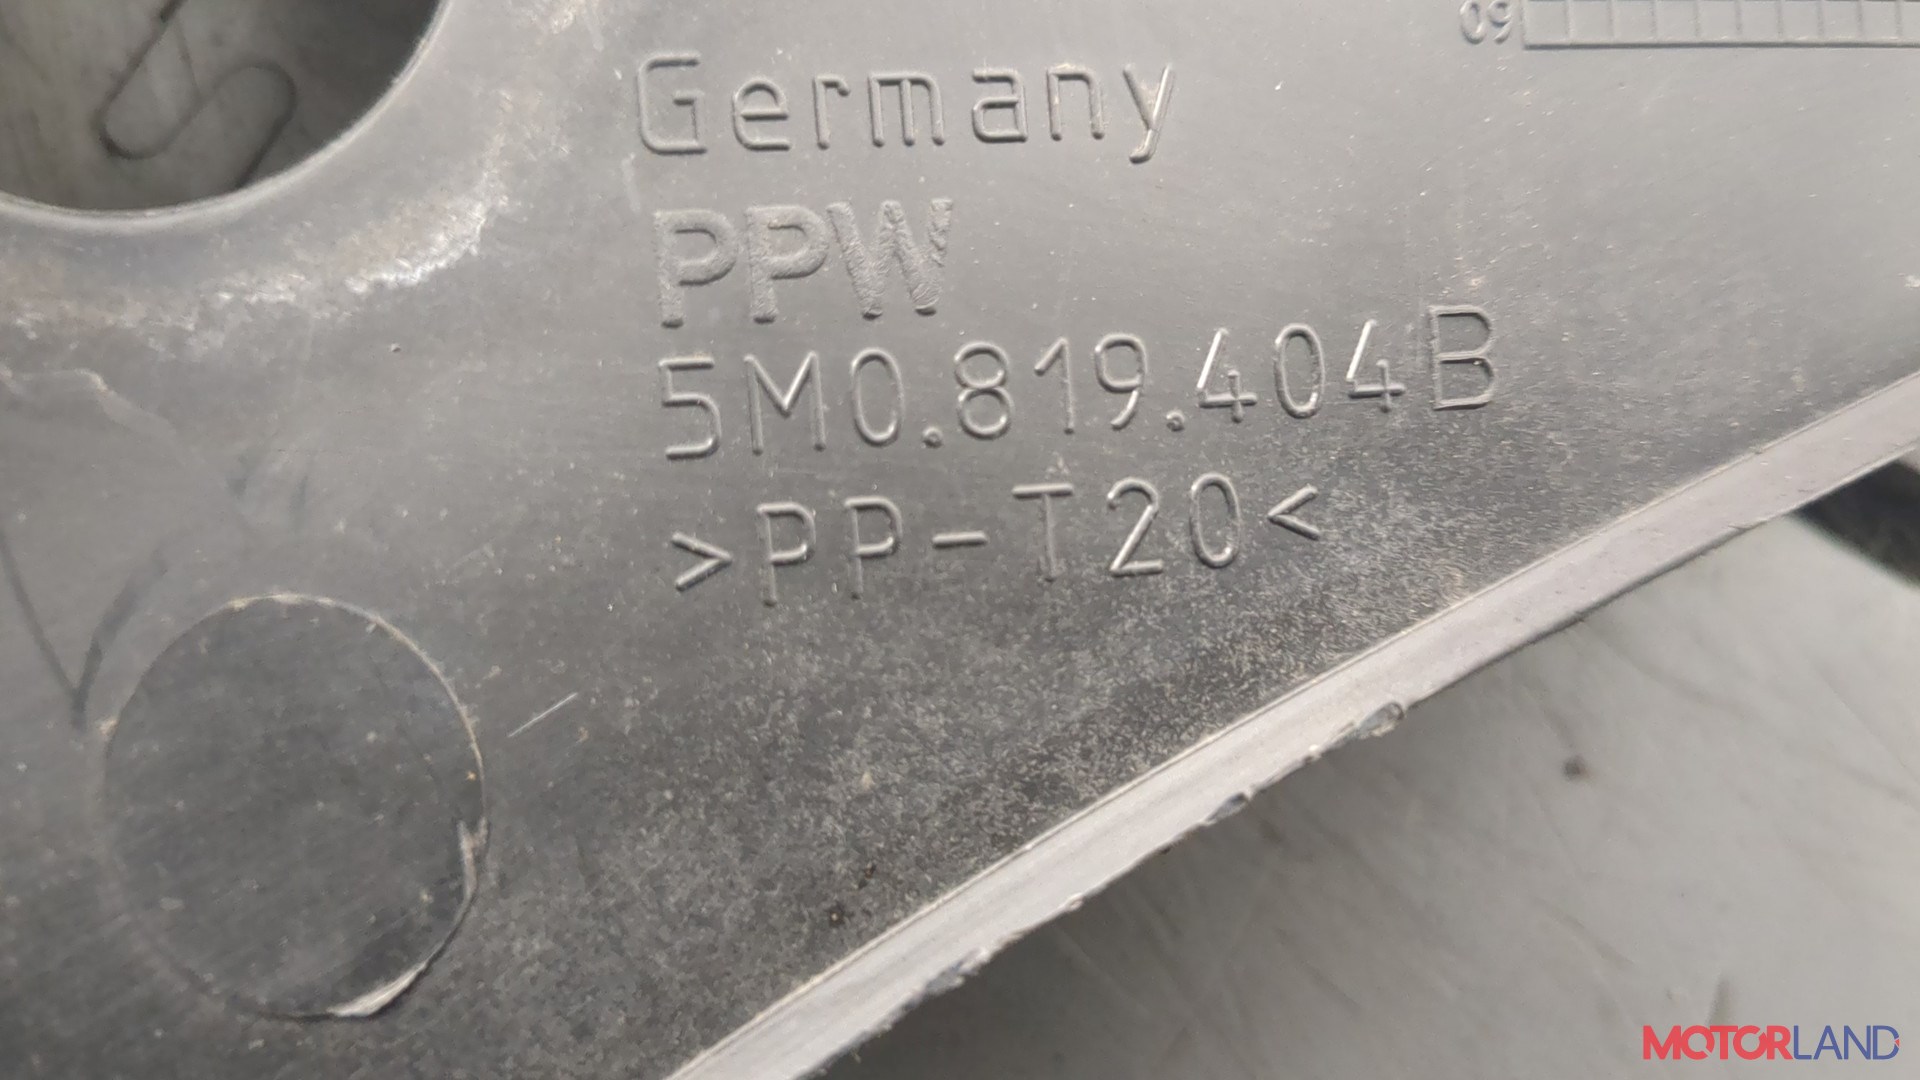 09
Germany
PPW
5M0.819.404B
>PP-T20<
MOTORLAND